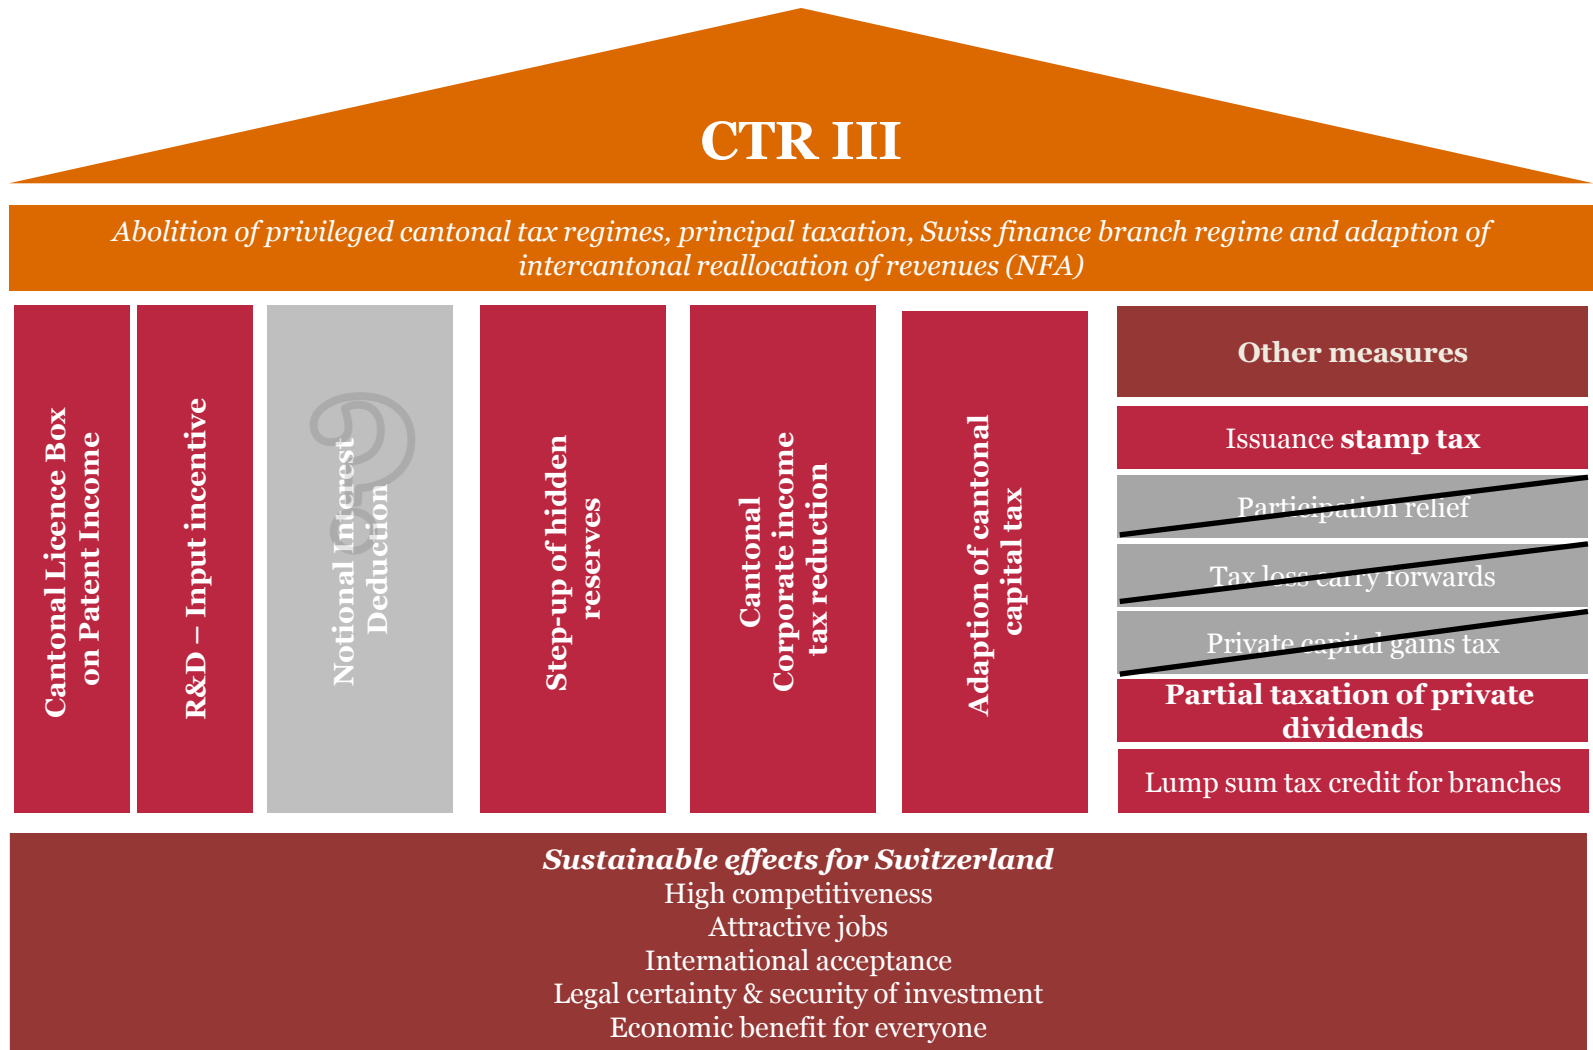 CTR III
Abolition of privileged cantonal tax regimes, principal taxation, Swiss finance branch regime and adaption of
intercantonal reallocation of revenues (NFA)
Cantonal Licence Box
on Patent Income
R&D – Input incentive
?
Notional Interest
Deduction
Step-up of hidden
reserves
Cantonal
Corporate income
tax reduction
Adaption of cantonal
capital tax
Other measures
Issuance stamp tax
Participation relief
Tax loss carry forwards
Private capital gains tax
Partial taxation of private
dividends
Lump sum tax credit for branches
Sustainable effects for Switzerland
High competitiveness
Attractive jobs
International acceptance
Legal certainty & security of investment
Economic benefit for everyone